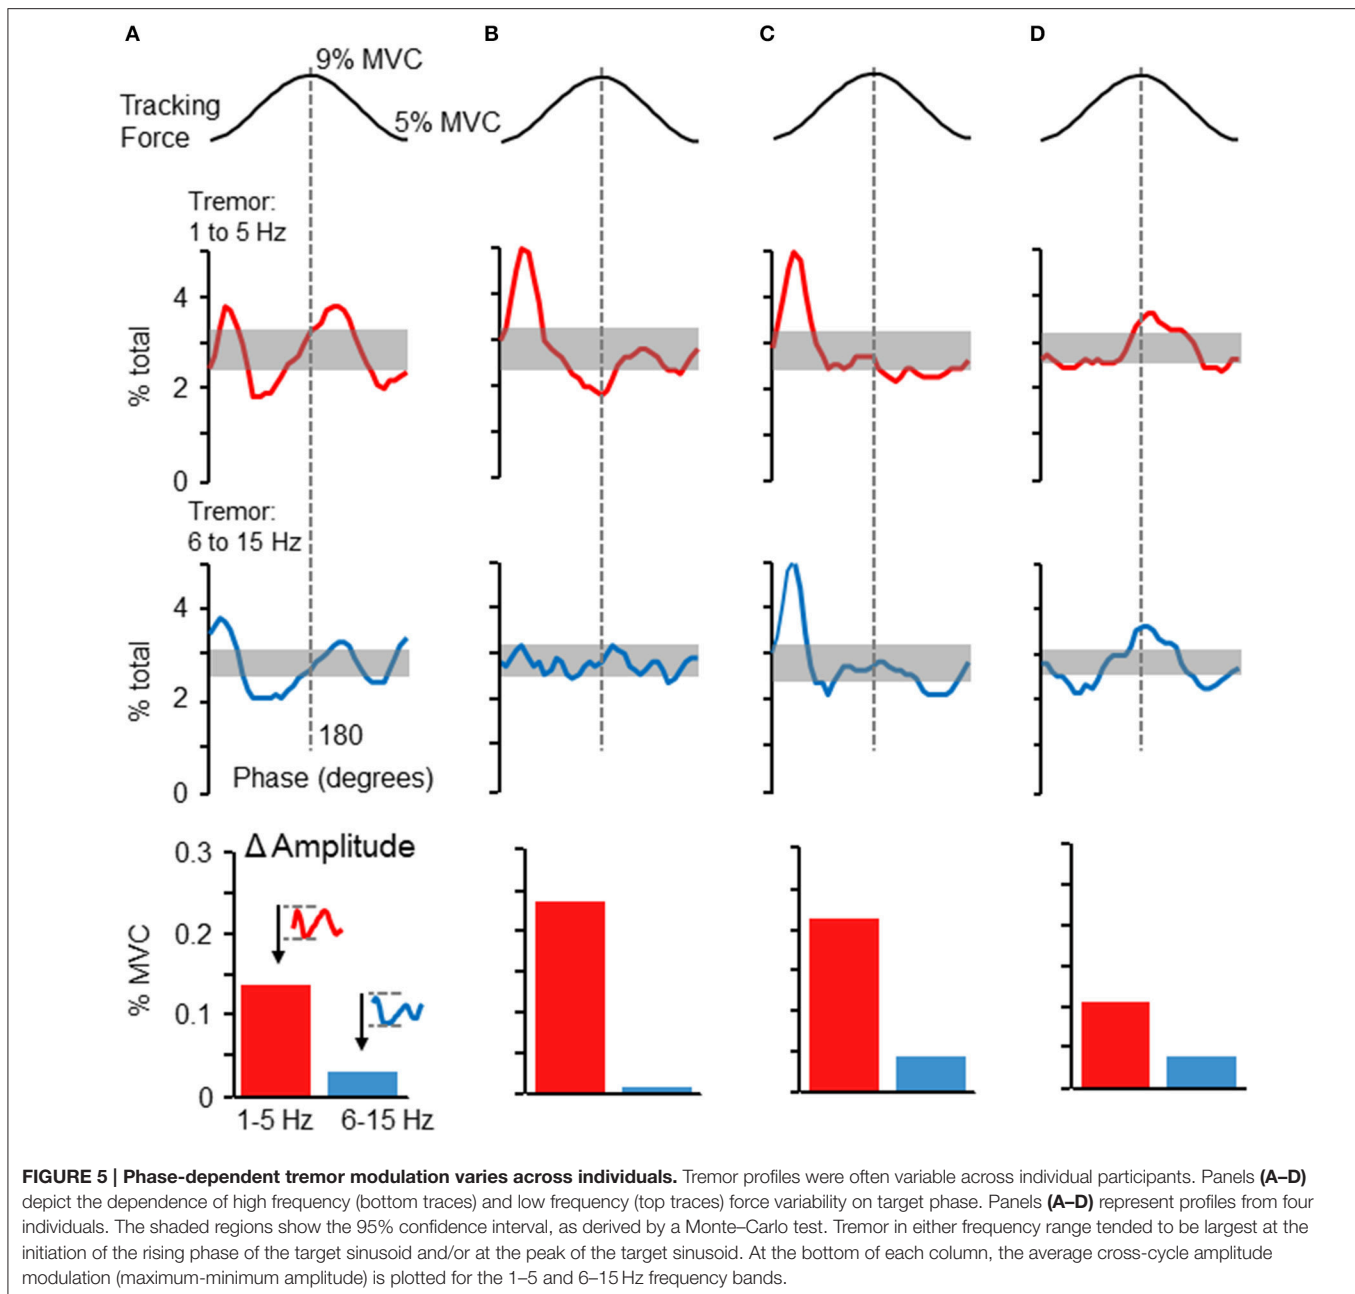 A B C D
9% MVC
Tracking
Force
5% MVC
Tremor:
1 to 5 Hz
4
% total
2
0
Tremor:
6 to 15 Hz
4
% total
2
180
Phase (degrees)
0
0.3
Δ Amplitude
0.2
% MVC
0.1
0
1-5 Hz 6-15 Hz
FIGURE 5 | Phase-dependent tremor modulation varies across individuals. Tremor profiles were often variable across individual participants. Panels (A–D)
depict the dependence of high frequency (bottom traces) and low frequency (top traces) force variability on target phase. Panels (A–D) represent profiles from four
individuals. The shaded regions show the 95% confidence interval, as derived by a Monte–Carlo test. Tremor in either frequency range tended to be largest at the
initiation of the rising phase of the target sinusoid and/or at the peak of the target sinusoid. At the bottom of each column, the average cross-cycle amplitude
modulation (maximum-minimum amplitude) is plotted for the 1–5 and 6–15 Hz frequency bands.